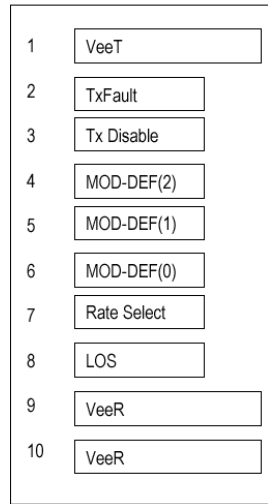 1 VeeT
2 TxFault
3 Tx Disable
4 MOD-DEF(2)
5 MOD-DEF(1)
6 MOD-DEF(0)
7 Rate Select
8 LOS
9 VeeR
10 VeeR